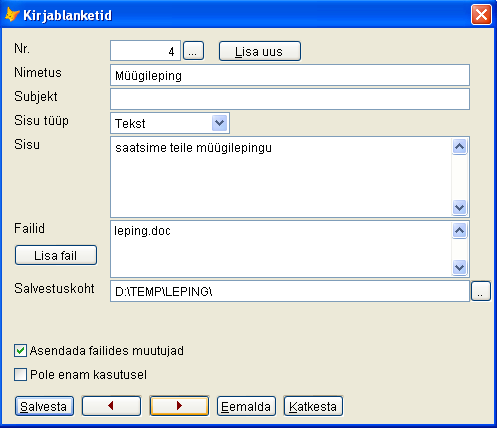 Kirjablanketid
Nr. 4 ... Lisa uus
Nimetus Müügileping
Subjekt
Sisu tüüp Tekst
Sisu saatsime teile müügilepingu
Failid leping.doc
Lisa fail
Salvestuskoht D:\TEMP\LEPING\ ..
Asendada failides muutujad
Pole enam kasutusel
Salvesta Eemalda Katkesta